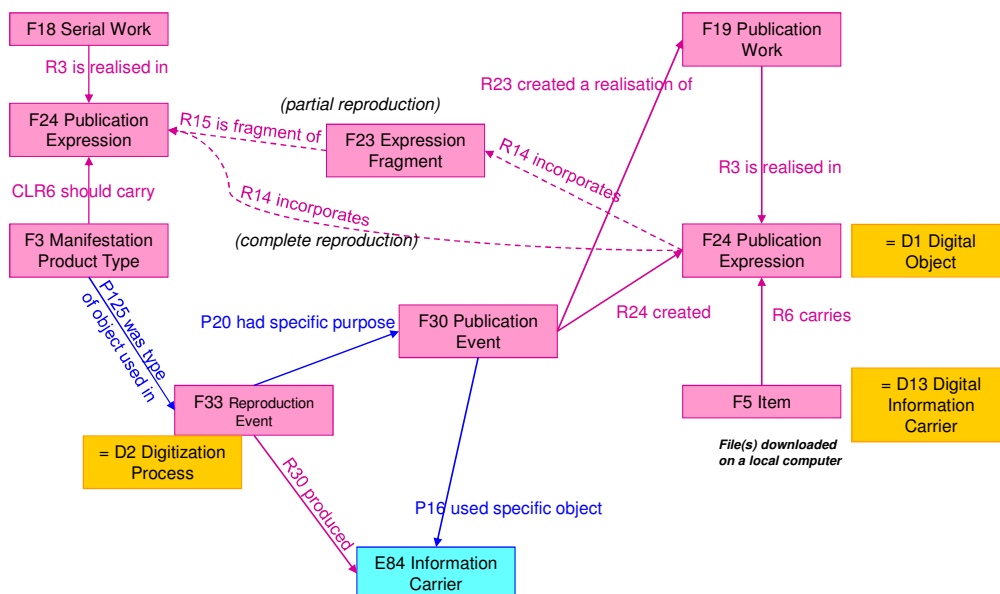 F18 Serial Work
R3 is realised in
F24 Publication
Expression
CLR6 should carry
F3 Manifestation
Product Type
(partial reproduction)
R15 is fragment of
F23 Expression
Fragment
R14 incorporates
R14 incorporates
(complete reproduction)
F19 Publication
Work
R23 created a realisation of
R3 is realised in
F24 Publication
Expression
= D1 Digital
Object
P125 was type
of object used in
P20 had specific purpose
F30 Publication
Event
R24 created
R6 carries
F33 Reproduction
Event
= D2 Digitization
Process
F5 Item
= D13 Digital
Information
Carrier
File(s) downloaded
on a local computer
R30 produced
P16 used specific object
E84 Information
Carrier